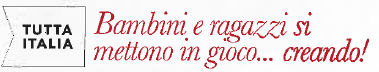 TUTTA
ITALIA
Bambini e ragazzi si
mettono in gioco... creando!